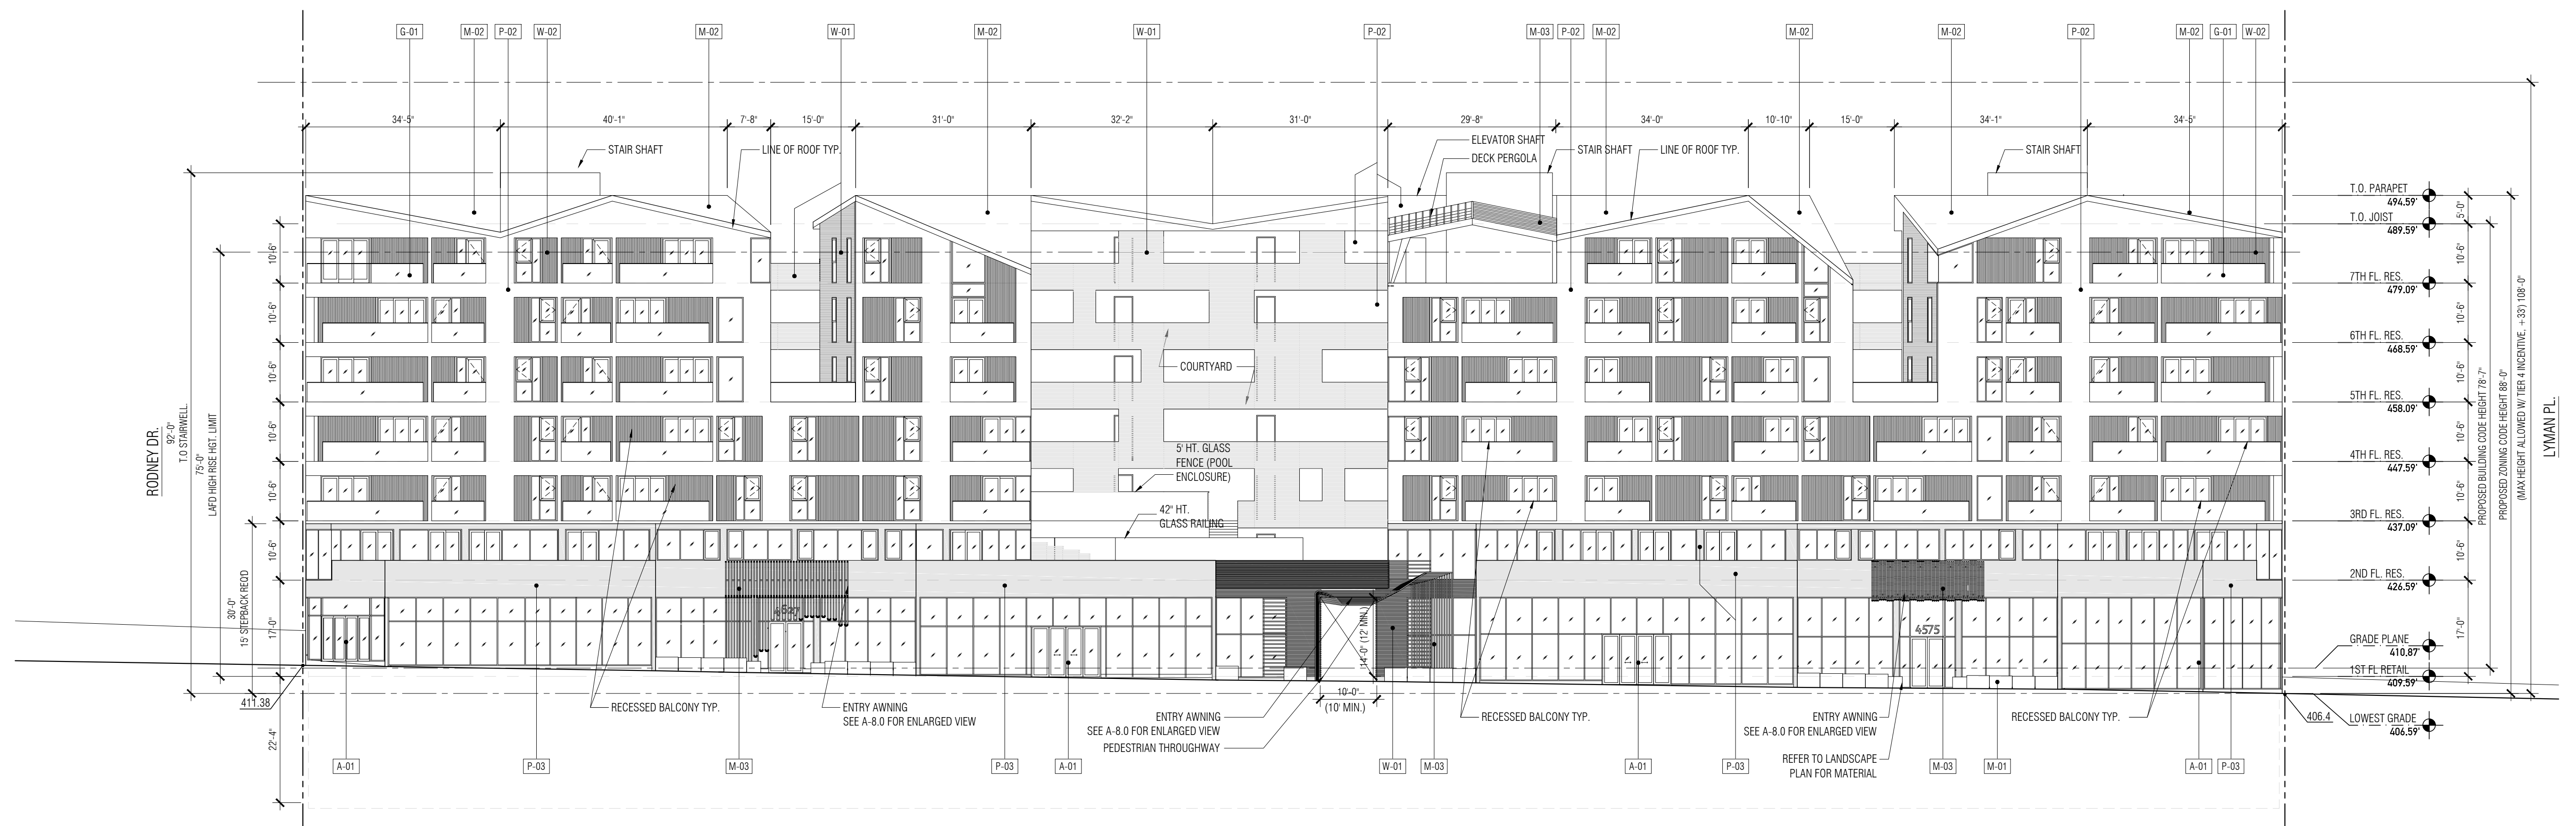 G-01 M-02 P-02 W-02 M-02 W-01 M-02 W-01 P-02 M-03 P-02 M-02 M-02 M-02 P-02 M-02 G-01 W-02
34'-5" 40'-1" 7'-8" 15'-0" 31'-0" 32'-2" 31'-0" 29'-8" 34'-0" 10'-10" 15'-0" 34'-1" 34'-5"
STAIR SHAFT
LINE OF ROOF TYP.
ELEVATOR SHAFT
DECK PERGOLA
STAIR SHAFT
LINE OF ROOF TYP.
STAIR SHAFT
RODNEY DR.
92'-0"
T.O STAIRWELL
75'-0"
LAFD HIGH RISE HGT. LIMIT
30'-0"
15' STEPBACK REQ'D
10'-6"
10'-6"
10'-6"
10'-6"
10'-6"
10'-6"
17'-0"
22'-4"
411.38
COURTYARD
5' HT. GLASS
FENCE (POOL
ENCLOSURE)
42" HT.
GLASS RAILING
4627
4575
14'-0" (12' MIN.)
10'-0"
(10' MIN.)
RECESSED BALCONY TYP.
ENTRY AWNING
SEE A-8.0 FOR ENLARGED VIEW
ENTRY AWNING
SEE A-8.0 FOR ENLARGED VIEW
PEDESTRIAN THROUGHWAY
RECESSED BALCONY TYP.
ENTRY AWNING
SEE A-8.0 FOR ENLARGED VIEW
REFER TO LANDSCAPE
PLAN FOR MATERIAL
RECESSED BALCONY TYP.
406.4
A-01 P-03 M-03 P-03 A-01 W-01 M-03 A-01 P-03 M-03 M-01 A-01 P-03
T.O. PARAPET
494.59'
T.O. JOIST
489.59'
7TH FL. RES.
479.09'
6TH FL. RES.
468.59'
5TH FL. RES.
458.09'
4TH FL. RES.
447.59'
3RD FL. RES.
437.09'
2ND FL. RES.
426.59'
GRADE PLANE
410.87'
1ST FL RETAIL
409.59'
LOWEST GRADE
406.59'
5'-0"
10'-6"
10'-6"
10'-6"
10'-6"
10'-6"
10'-6"
17'-0"
PROPOSED BUILDING CODE HEIGHT 78'-7"
PROPOSED ZONING CODE HEIGHT 88'-0"
(MAX HEIGHT ALLOWED W/ TIER 4 INCENTIVE, +33') 108'-0"
LYMAN PL.